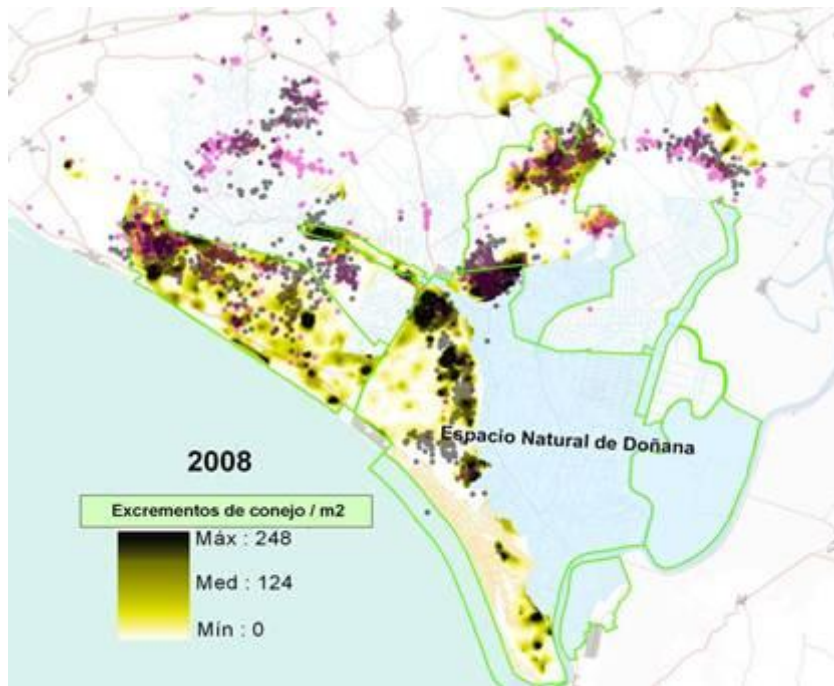 Espacio Natural de Doñana
2008
Excrementos de conejo / m2
Máx : 248
Med : 124
Mín : 0